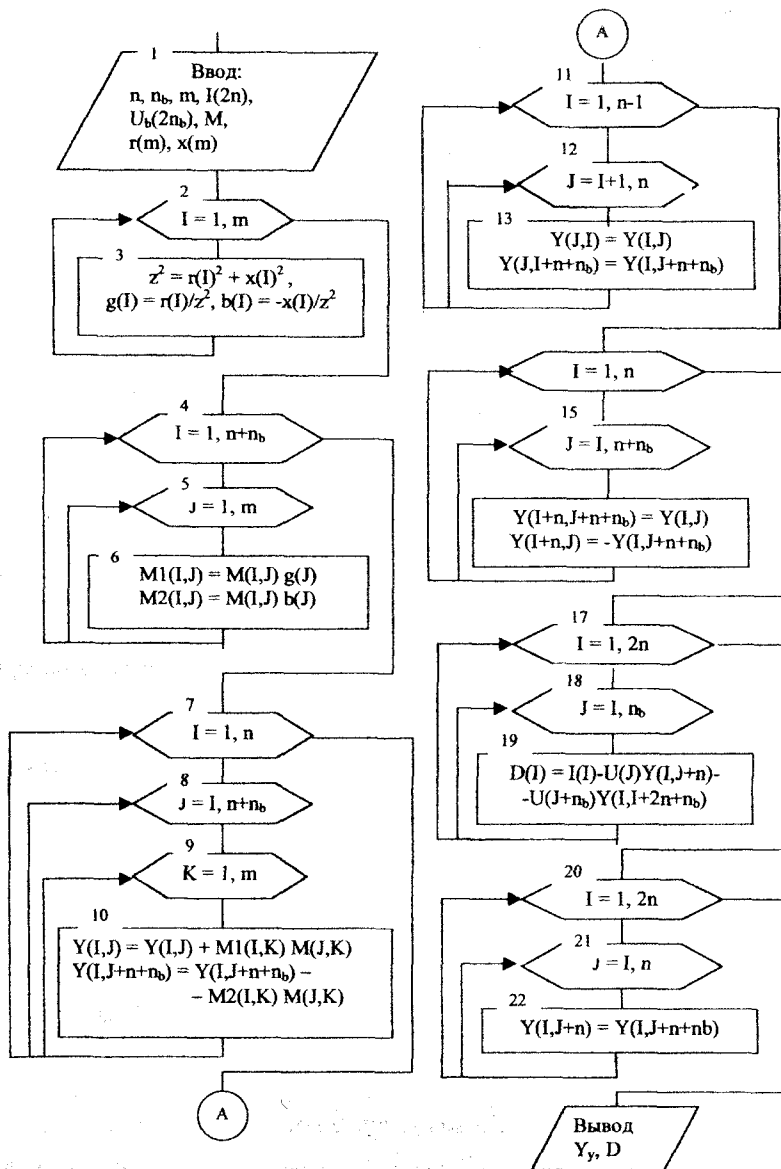 1
Ввод:
n, n_b, m, I(2n),
U_b(2n_b), M,
r(m), x(m)
2
I = 1, m
3
z² = r(I)² + x(I)² ,
g(I) = r(I)/z², b(I) = -x(I)/z²
4
I = 1, n+n_b
5
J = 1, m
6
M1(I,J) = M(I,J) g(J)
M2(I,J) = M(I,J) b(J)
7
I = 1, n
8
J = I, n+n_b
9
K = 1, m
10
Y(I,J) = Y(I,J) + M1(I,K) M(J,K)
Y(I,J+n+n_b) = Y(I,J+n+n_b) –
– M2(I,K) M(J,K)
A
A
11
I = 1, n-1
12
J = I+1, n
13
Y(J,I) = Y(I,J)
Y(J,I+n+n_b) = Y(I,J+n+n_b)
I = 1, n
15
J = I, n+n_b
Y(I+n,J+n+n_b) = Y(I,J)
Y(I+n,J) = -Y(I,J+n+n_b)
17
I = 1, 2n
18
J = I, n_b
19
D(I) = I(I)-U(J)Y(I,J+n)-
-U(J+n_b)Y(I,I+2n+n_b)
20
I = 1, 2n
21
J = I, n
22
Y(I,J+n) = Y(I,J+n+nb)
Вывод
Y_y, D